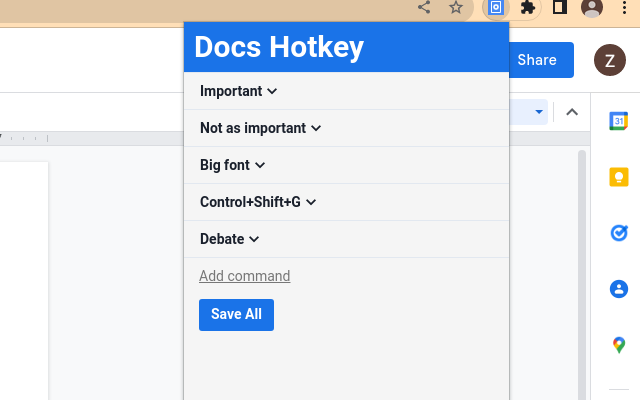 Docs Hotkey
Important
Share
Z
Not as important
31
Big font
Control+Shift+G
Debate
Add command
Save All